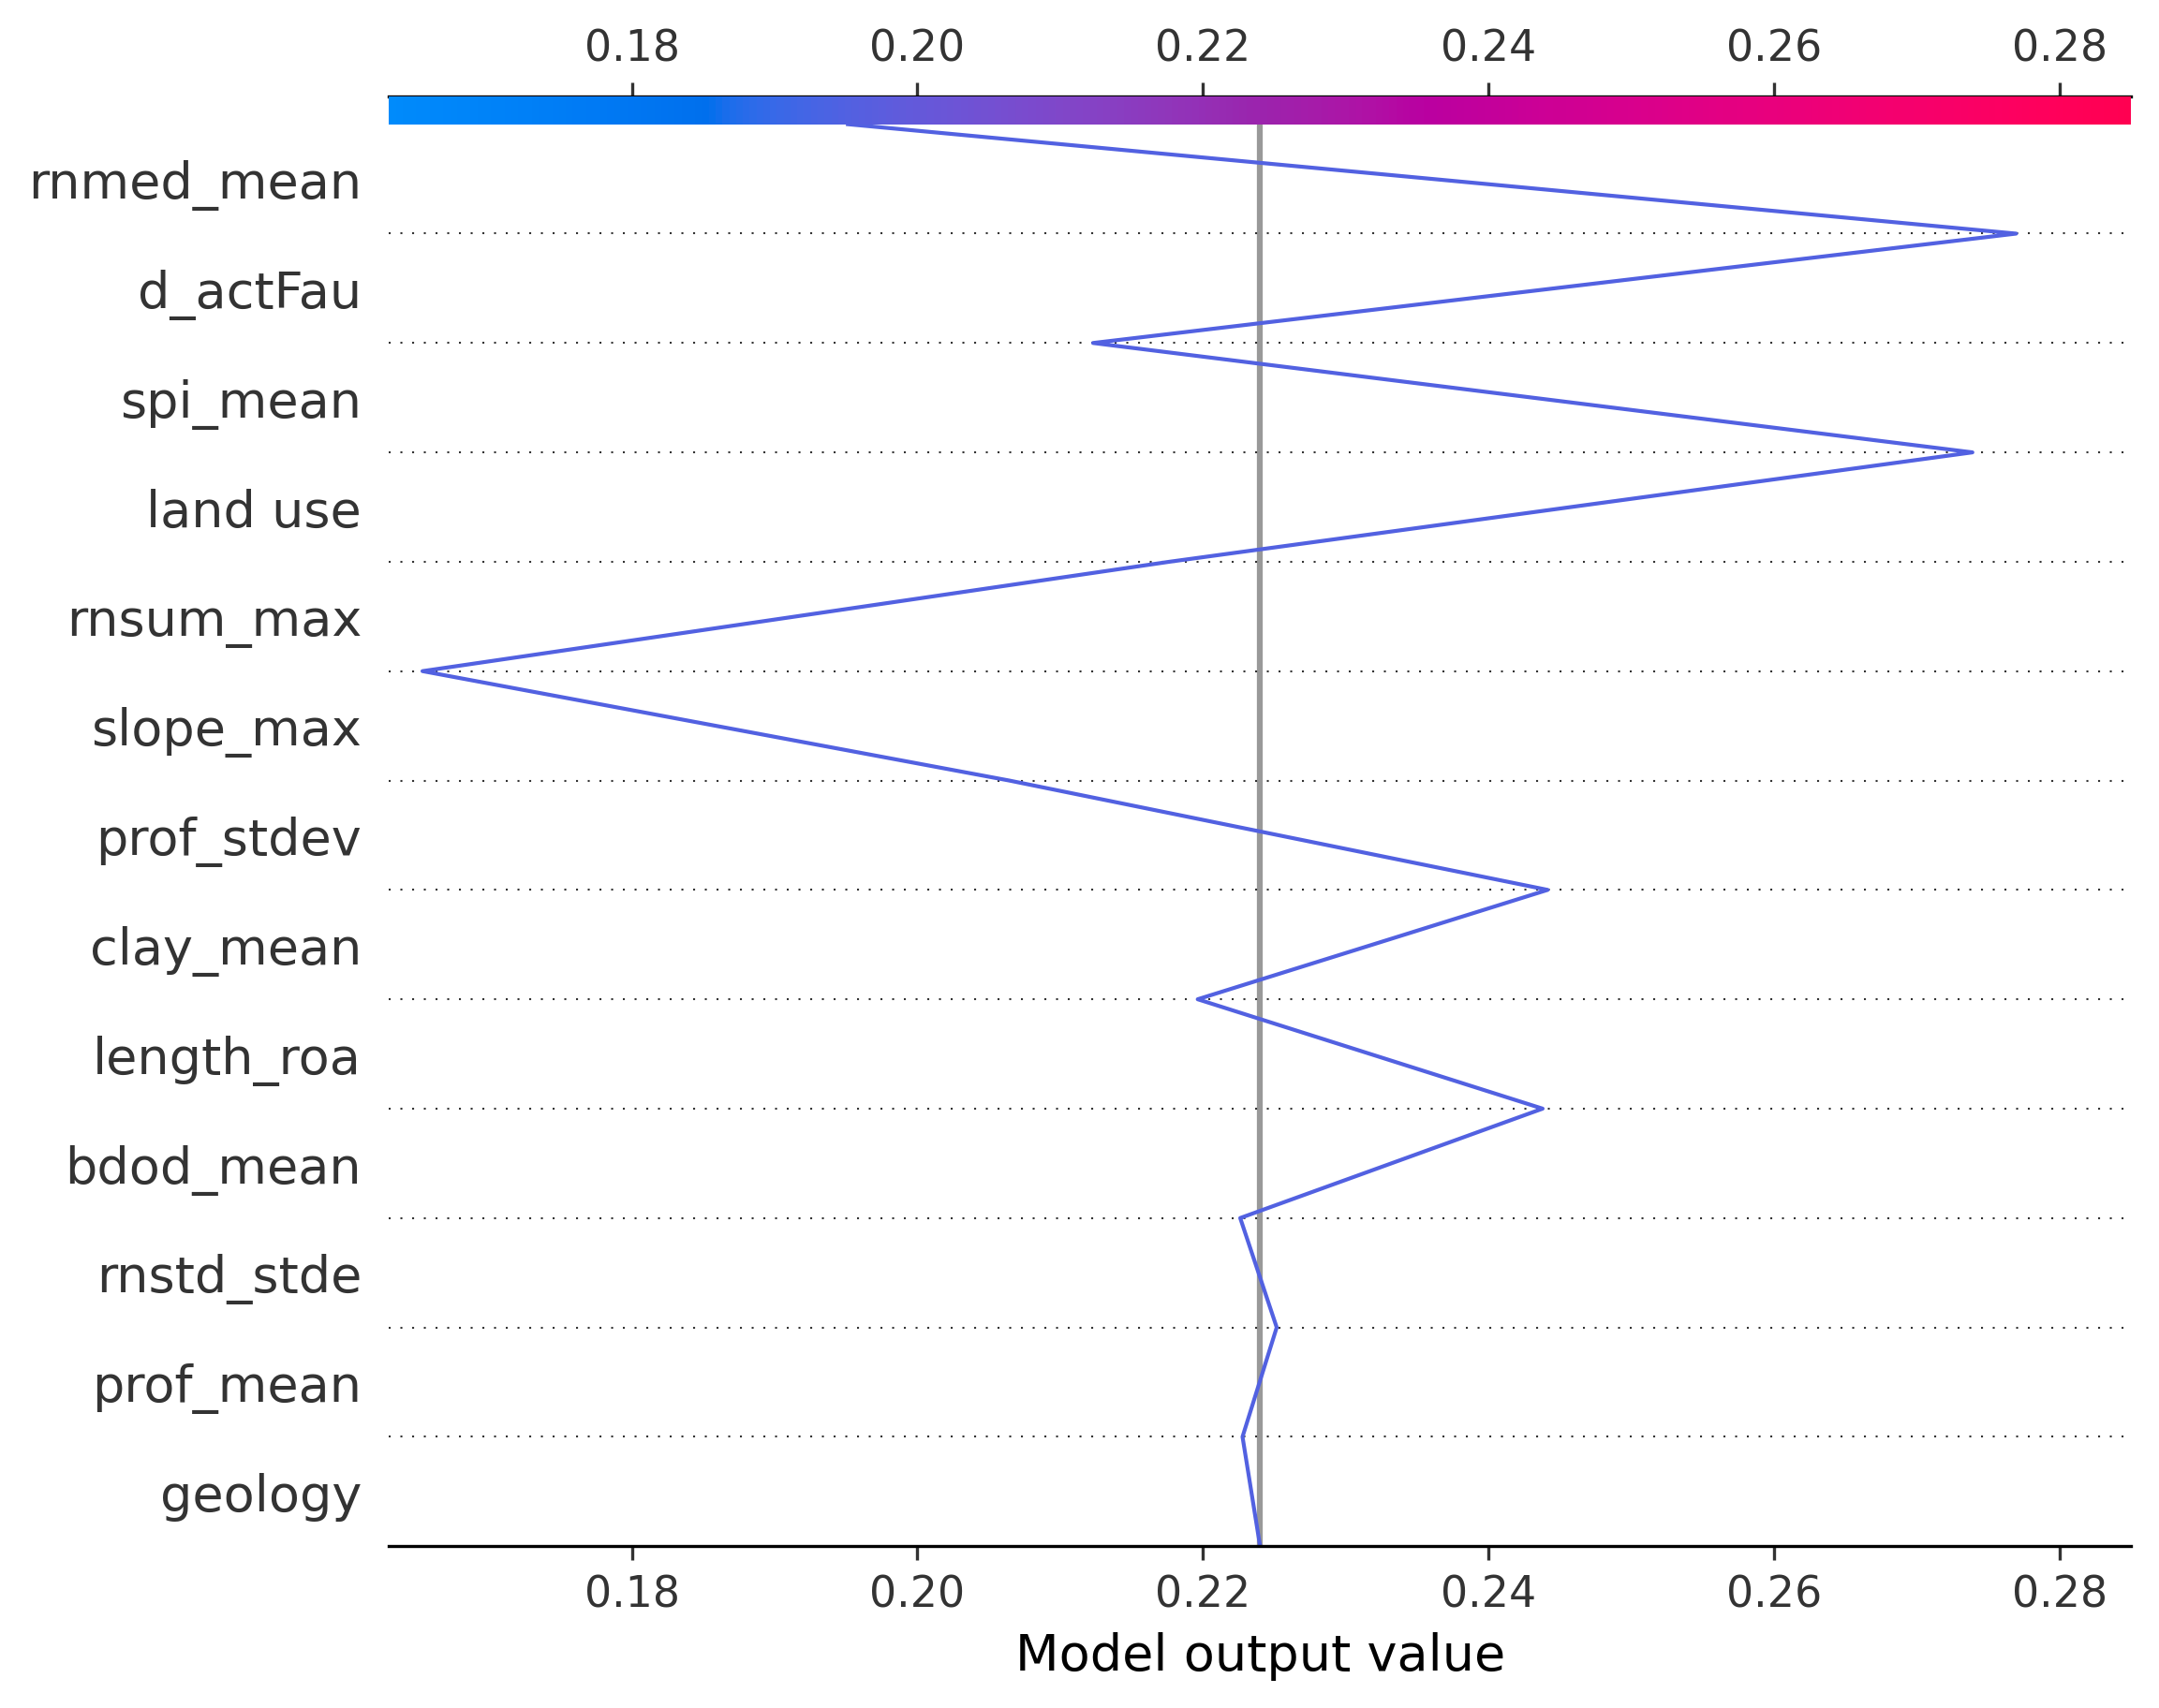 0.18 0.20 0.22 0.24 0.26 0.28
rnmed_mean
d_actFau
spi_mean
land use
rnsum_max
slope_max
prof_stdev
clay_mean
length_roa
bdod_mean
rnstd_stde
prof_mean
geology
0.18 0.20 0.22 0.24 0.26 0.28
Model output value